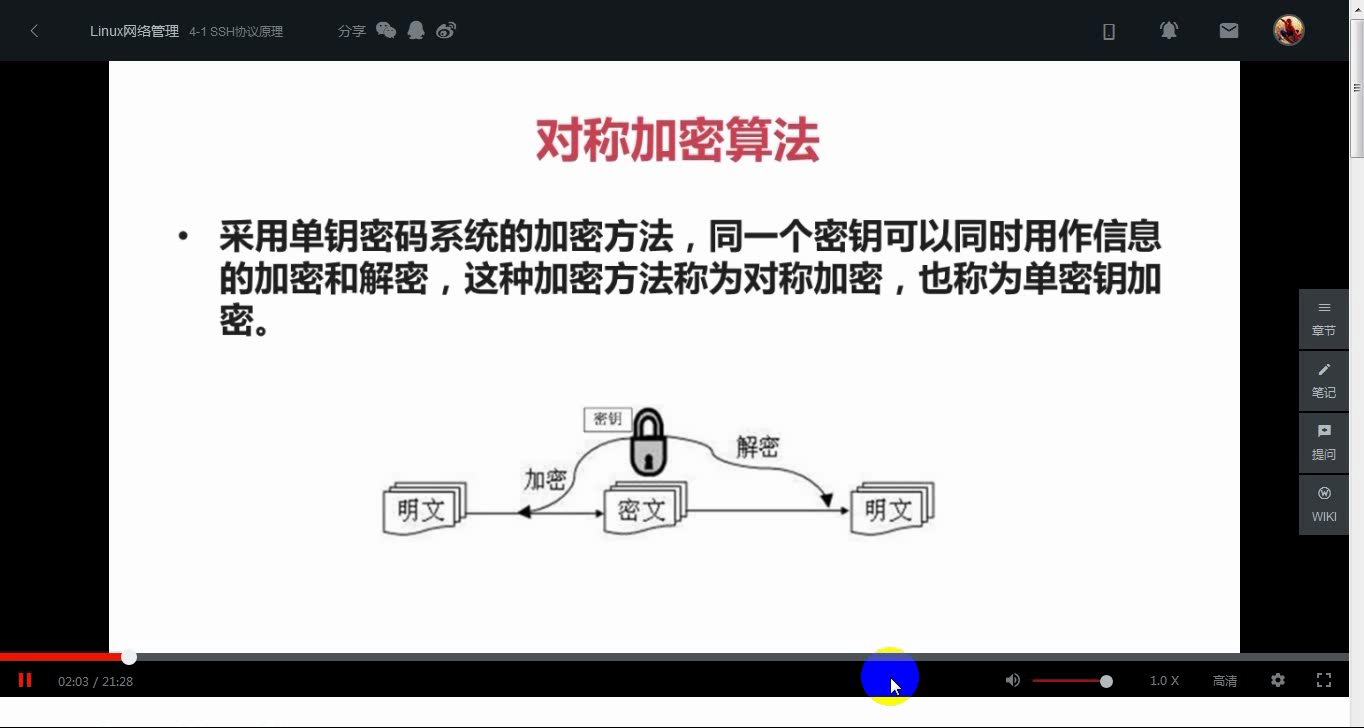 Linux网络管理 4-1 SSH协议原理 分享
对称加密算法
• 采用单钥密码系统的加密方法，同一个密钥可以同时用作信息
的加密和解密，这种加密方法称为对称加密，也称为单密钥加
密。
密钥
加密
解密
明文
密文
明文
章节
笔记
提问
WIKI
02:03 / 21:28
1.0 X
高清